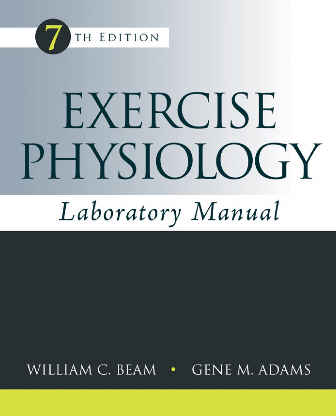 7TH EDITION
EXERCISE
PHYSIOLOGY
Laboratory Manual
WILLIAM C. BEAM • GENE M. ADAMS